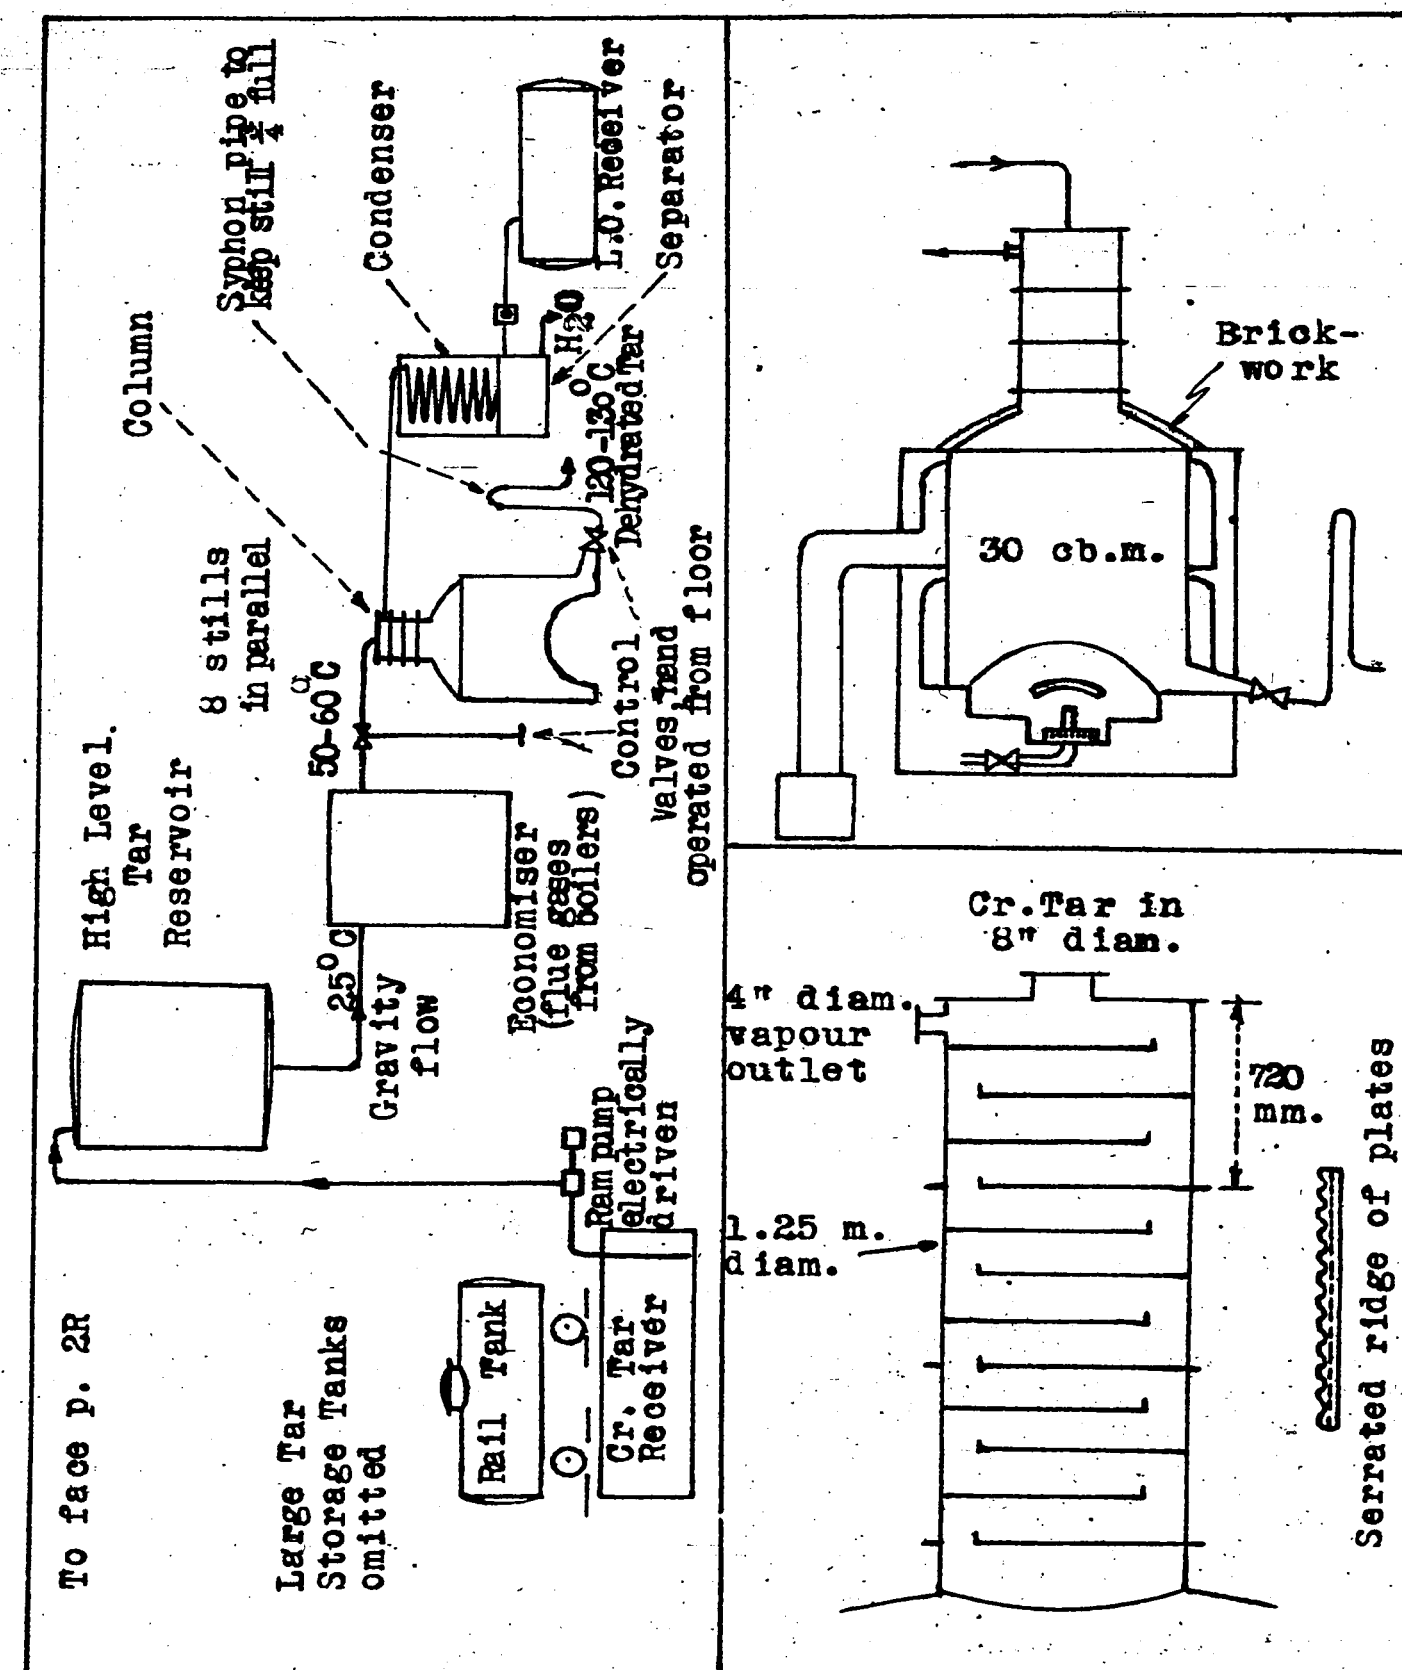 To face p. 2R
High Level.
Tar
Reservoir
Large Tar
Storage Tanks
omitted
Rail Tank
Cr. Tar
Receiver
Ram pump
electrically
driven
Gravity
flow
25°C
Economiser
(flue gases
from boilers)
50-60°C
8 stills
in parallel
Column
Syphon pipe to
keep still ¾ full
Condenser
L.O. Receiver
Separator
H₂O
120-130°C
Dehydrated Tar
Control
Valves, hand
operated from floor
Brick-
work
30 cb.m.
Cr.Tar in
8" diam.
4" diam.
vapour
outlet
720
mm.
1.25 m.
diam.
Serrated ridge of plates